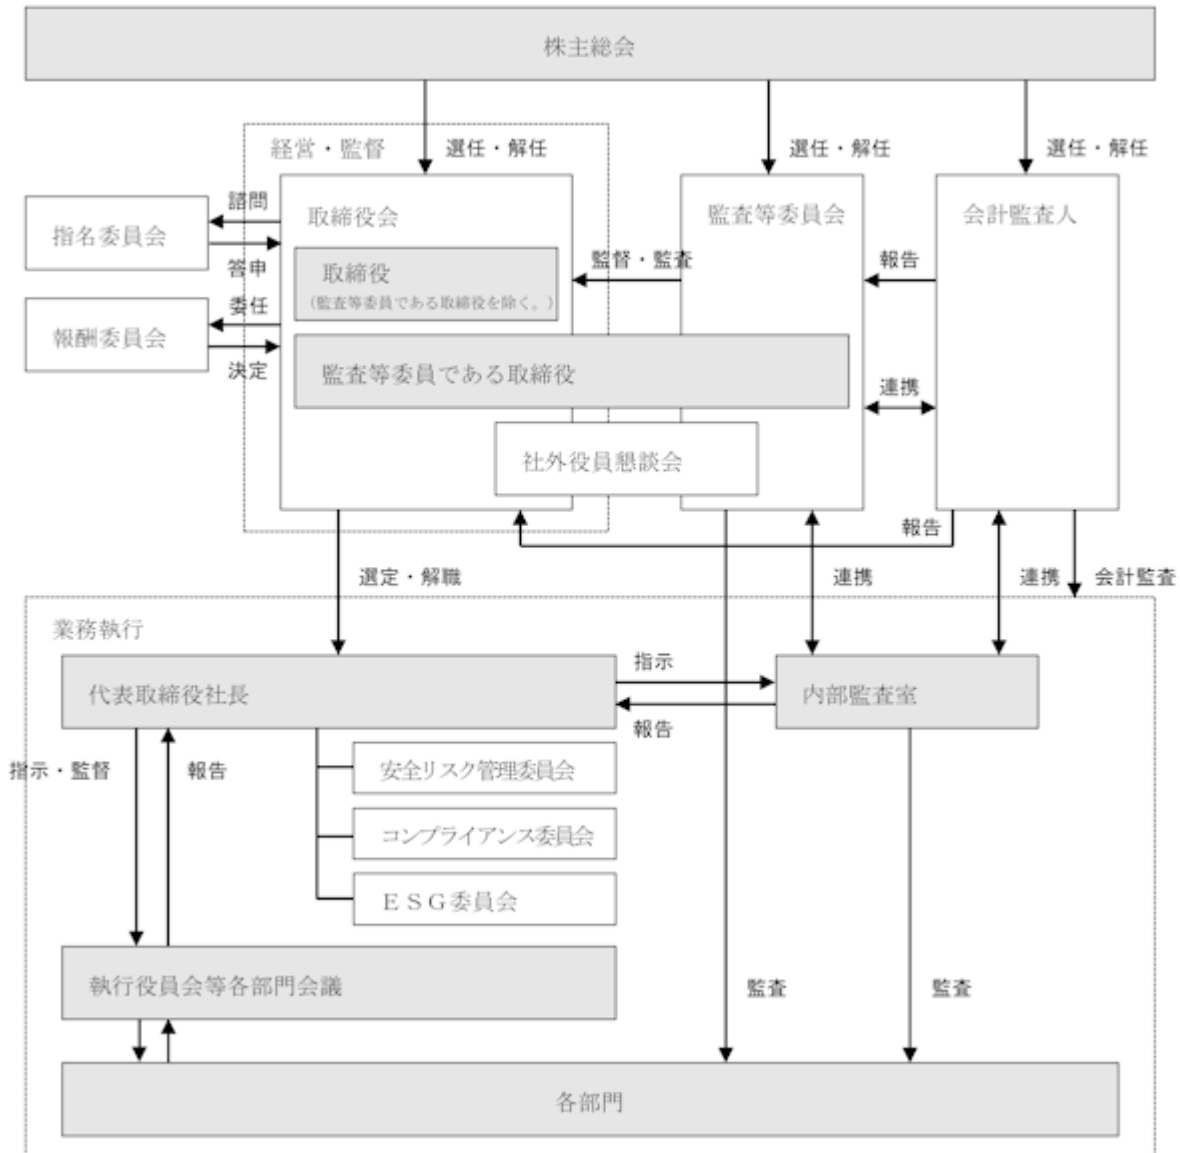 株主総会
経営・監督
選任・解任
選任・解任
選任・解任
諮問
指名委員会
答申
取締役会
監査等委員会
会計監査人
取締役
(監査等委員である取締役を除く。)
監督・監査
報告
委任
報酬委員会
決定
監査等委員である取締役
連携
社外役員懇談会
報告
選定・解職
連携
連携
会計監査
業務執行
代表取締役社長
指示
報告
内部監査室
指示・監督
報告
安全リスク管理委員会
コンプライアンス委員会
ESG委員会
執行役員会等各部門会議
監査
監査
各部門